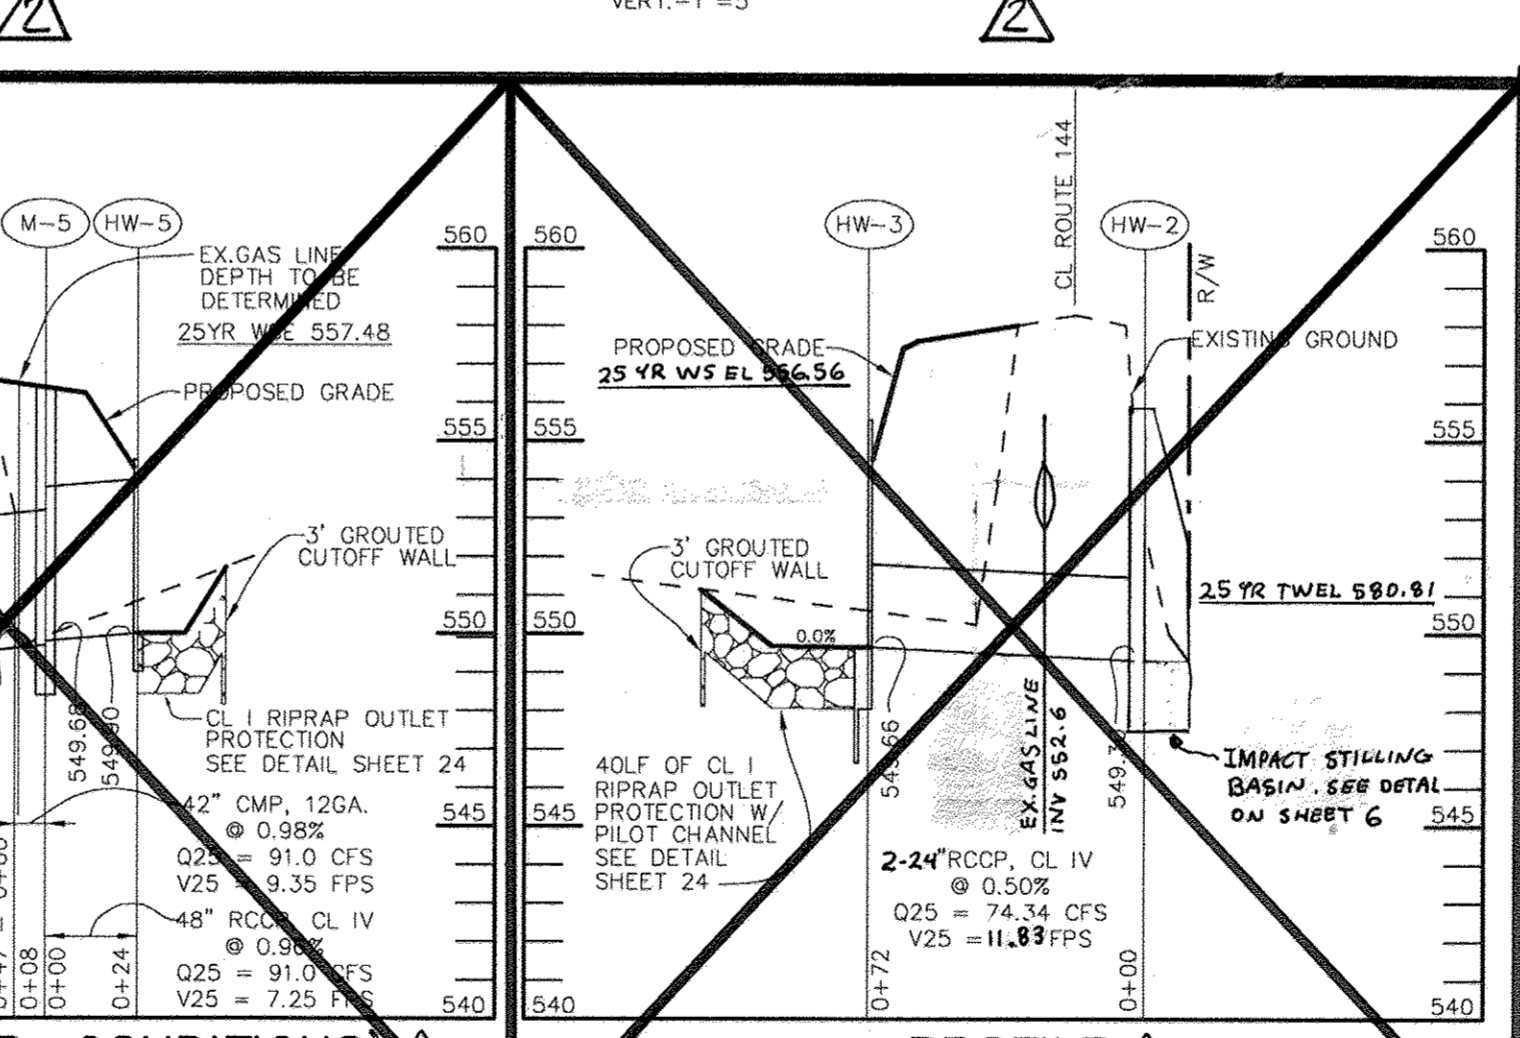 2
VERT.-1"=5'
2
M-5
HW-5
EX.GAS LINE
DEPTH TO BE
DETERMINED
25YR WSE 557.48
PROPOSED GRADE
3' GROUTED
CUTOFF WALL
CL I RIPRAP OUTLET
PROTECTION
SEE DETAIL SHEET 24
42" CMP, 12GA.
@ 0.98%
Q25 = 91.0 CFS
V25 = 9.35 FPS
48" RCCP, CL IV
Q25 = 91.0 CFS
V25 = 7.25 FPS
549.68
0+08
0+00
0+24
560
555
550
545
540
560
555
550
545
540
HW-3
CL ROUTE 144
HW-2
R/W
PROPOSED GRADE
25 YR WS EL 556.56
EXISTING GROUND
3' GROUTED
CUTOFF WALL
0.0%
25 YR TWEL 580.81
40LF OF CL I
RIPRAP OUTLET
PROTECTION W/
PILOT CHANNEL
SEE DETAIL
SHEET 24
EX.GAS LINE
INV 552.6
IMPACT STILLING
BASIN. SEE DETAL
ON SHEET 6
2-24" RCCP, CL IV
@ 0.50%
Q25 = 74.34 CFS
V25 = 11.83 FPS
0+72
0+00
560
555
550
545
540